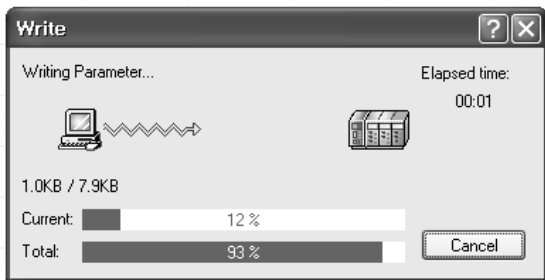 Write
Writing Parameter...
Elapsed time:
00:01
1.0KB / 7.9KB
Current: 12 %
Total: 93 %
Cancel